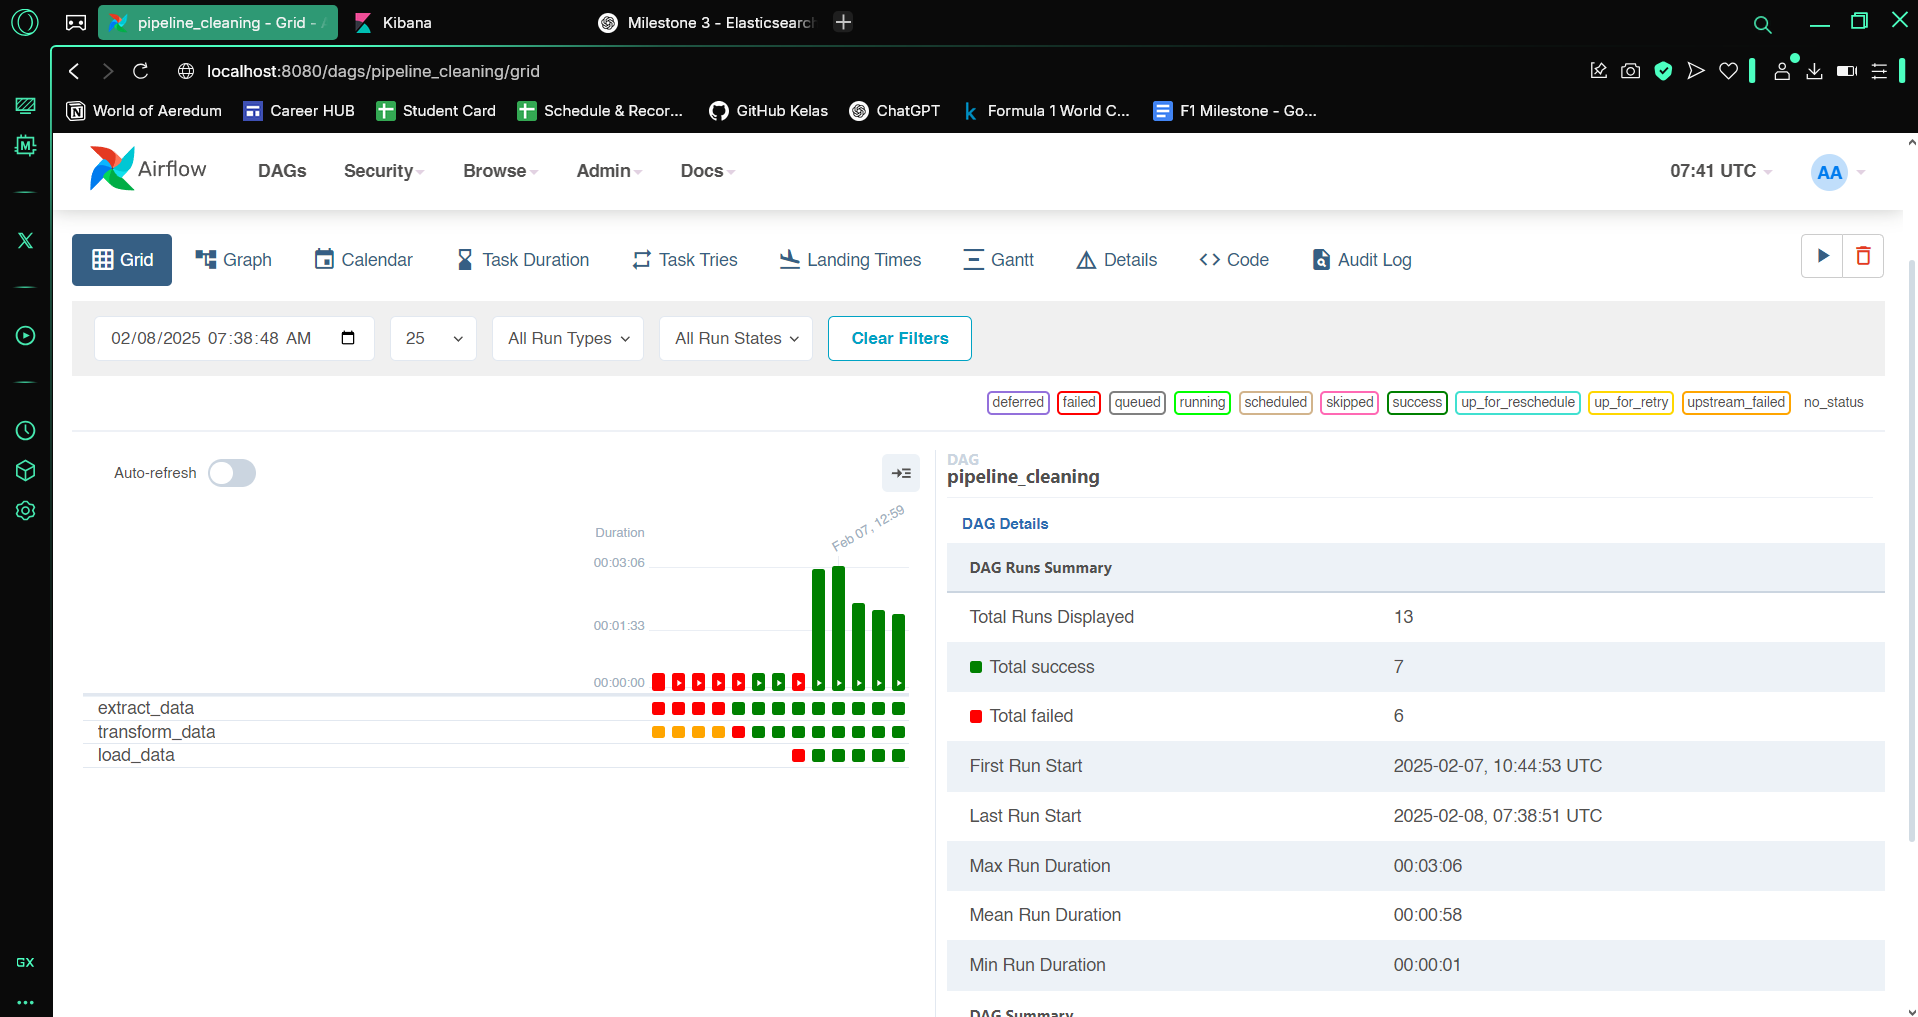 pipeline_cleaning - Grid -
Kibana
Milestone 3 - Elasticsearch
localhost:8080/dags/pipeline_cleaning/grid
World of Aeredum
Career HUB
Student Card
Schedule & Recor...
GitHub Kelas
ChatGPT
Formula 1 World C...
F1 Milestone - Go...
Airflow
DAGs
Security
Browse
Admin
Docs
07:41 UTC
AA
Grid
Graph
Calendar
Task Duration
Task Tries
Landing Times
Gantt
Details
Code
Audit Log
02/08/2025 07:38:48 AM
25
All Run Types
All Run States
Clear Filters
deferred
failed
queued
running
scheduled
skipped
success
up_for_reschedule
up_for_retry
upstream_failed
no_status
Auto-refresh
Duration
Feb 07, 12:59
00:03:06
00:01:33
00:00:00
extract_data
transform_data
load_data
DAG
pipeline_cleaning
DAG Details
DAG Runs Summary
Total Runs Displayed 13
Total success 7
Total failed 6
First Run Start 2025-02-07, 10:44:53 UTC
Last Run Start 2025-02-08, 07:38:51 UTC
Max Run Duration 00:03:06
Mean Run Duration 00:00:58
Min Run Duration 00:00:01
DAG Summary
GX